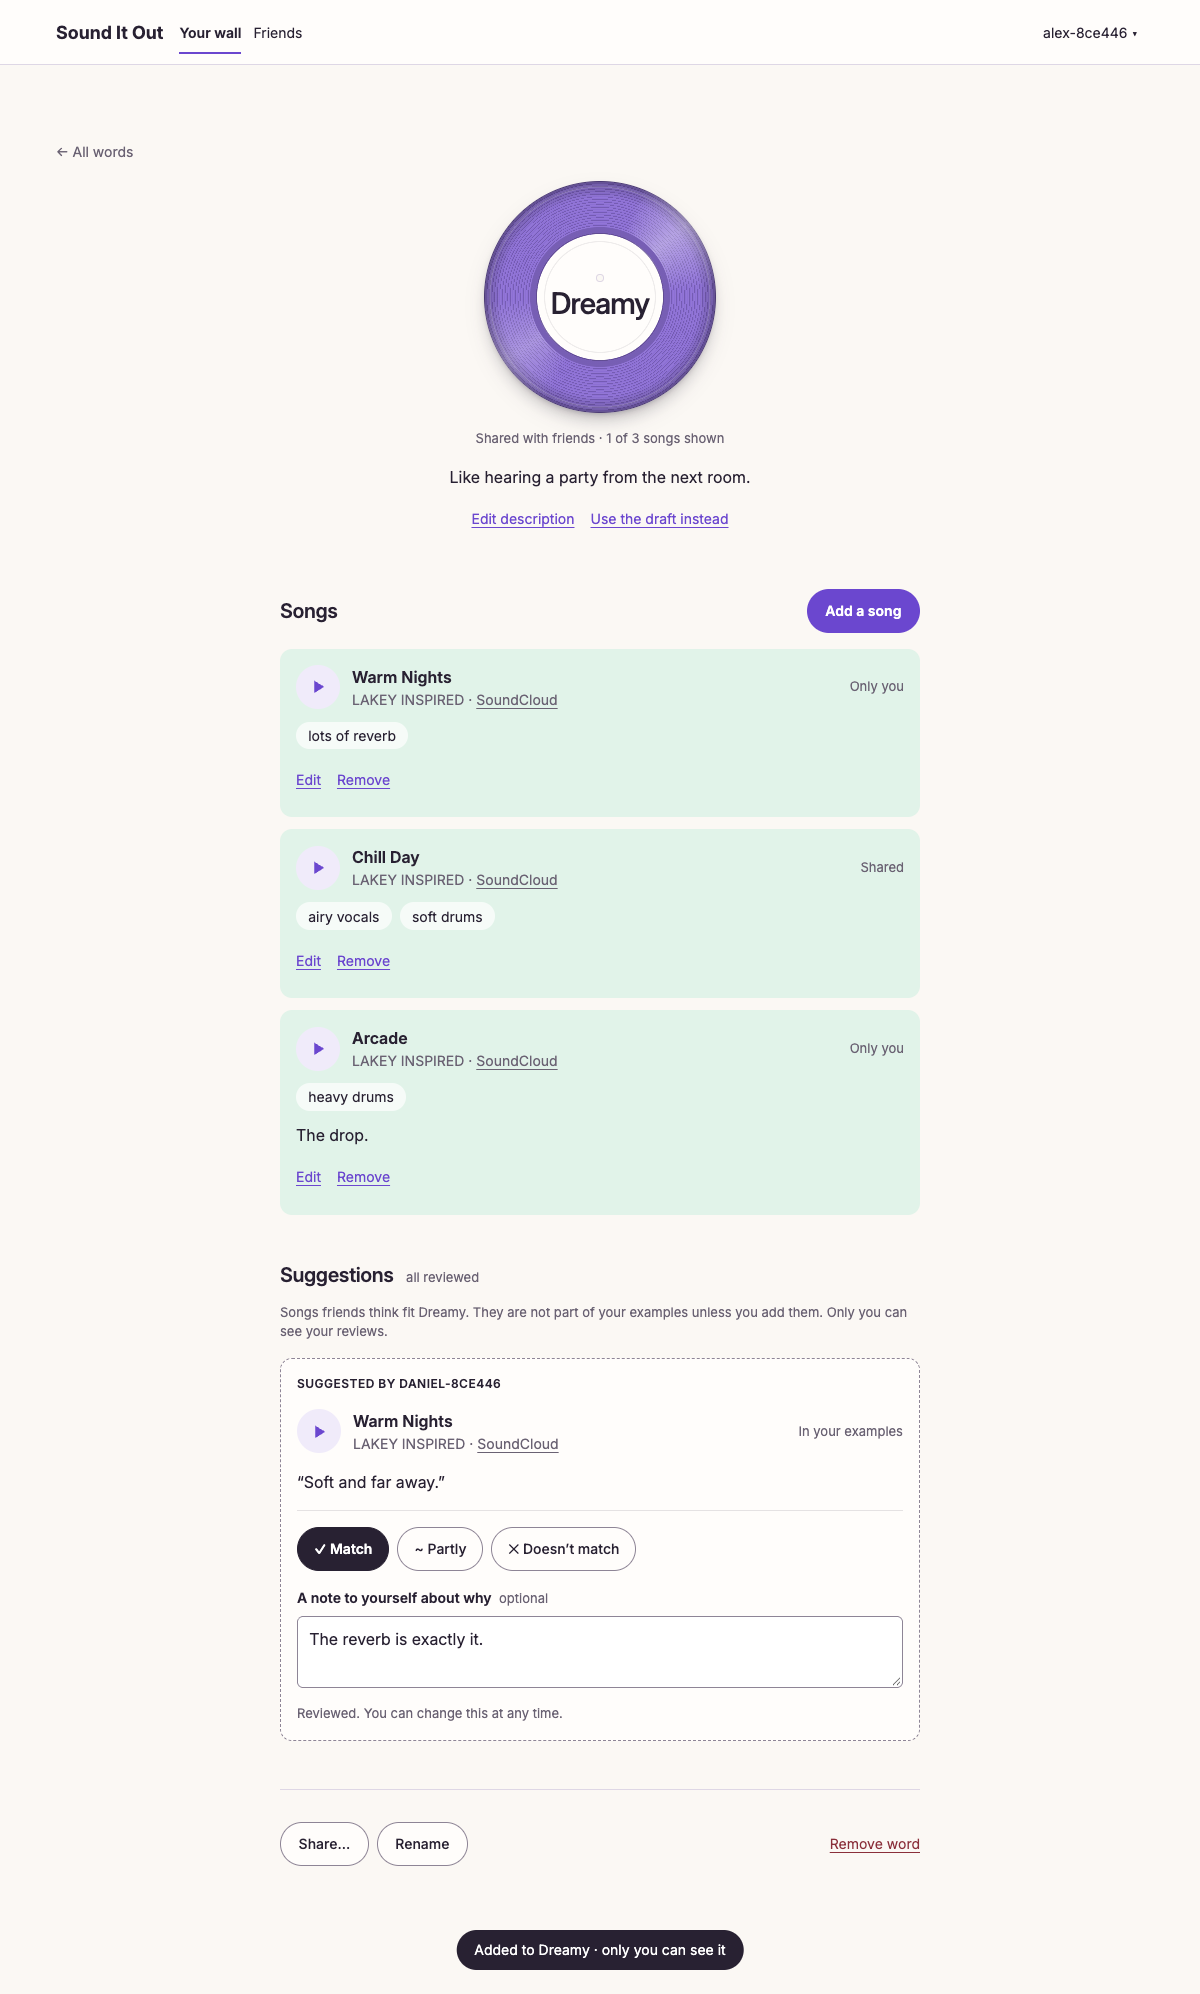 Sound It Out Your wall Friends alex-8ce446 ▾
← All words
Dreamy
Shared with friends · 1 of 3 songs shown
Like hearing a party from the next room.
Edit description Use the draft instead
Songs Add a song
Warm Nights
LAKEY INSPIRED · SoundCloud
Only you
lots of reverb
Edit Remove
Chill Day
LAKEY INSPIRED · SoundCloud
Shared
airy vocals soft drums
Edit Remove
Arcade
LAKEY INSPIRED · SoundCloud
Only you
heavy drums
The drop.
Edit Remove
Suggestions all reviewed
Songs friends think fit Dreamy. They are not part of your examples unless you add them. Only you can
see your reviews.
SUGGESTED BY DANIEL-8CE446
Warm Nights
LAKEY INSPIRED · SoundCloud
In your examples
“Soft and far away.”
✓ Match ~ Partly ✕ Doesn’t match
A note to yourself about why optional
The reverb is exactly it.
Reviewed. You can change this at any time.
Share… Rename Remove word
Added to Dreamy · only you can see it